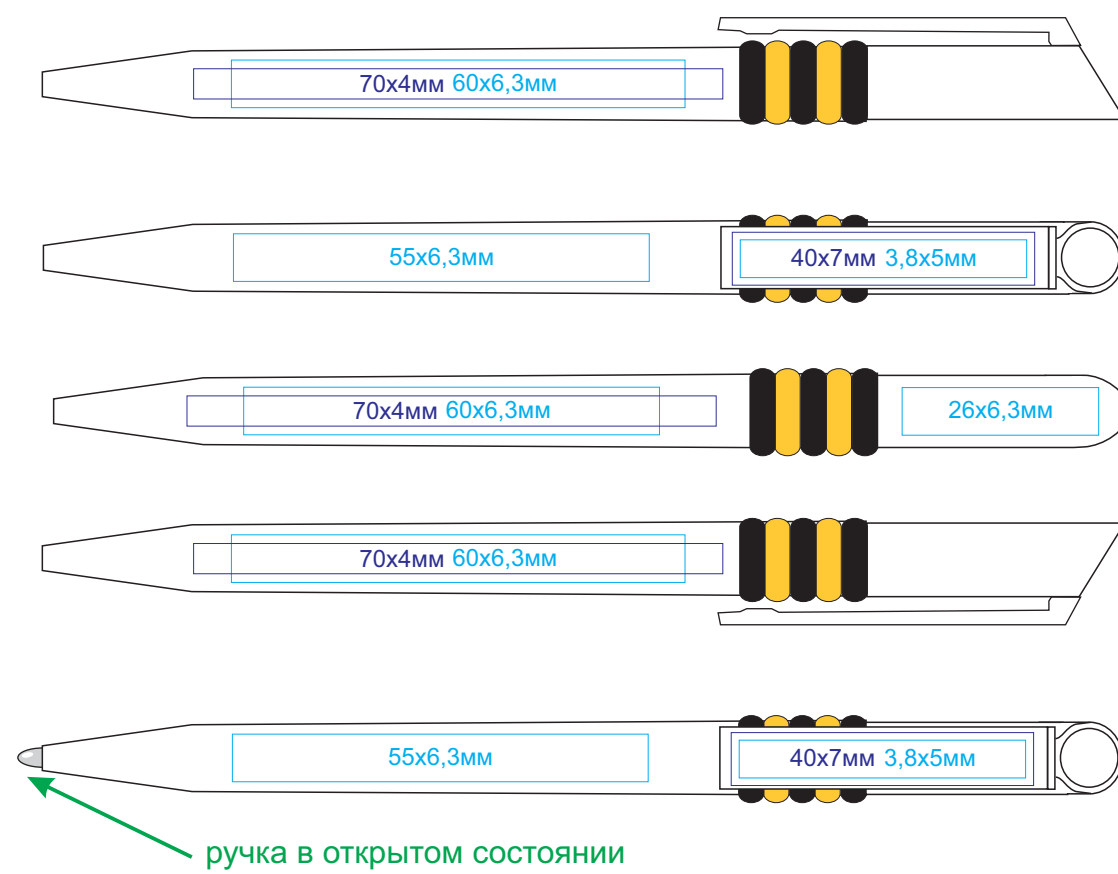 70х4мм 60х6,3мм
55х6,3мм 40х7мм 3,8х5мм
70х4мм 60х6,3мм 26х6,3мм
70х4мм 60х6,3мм
55х6,3мм 40х7мм 3,8х5мм
ручка в открытом состоянии